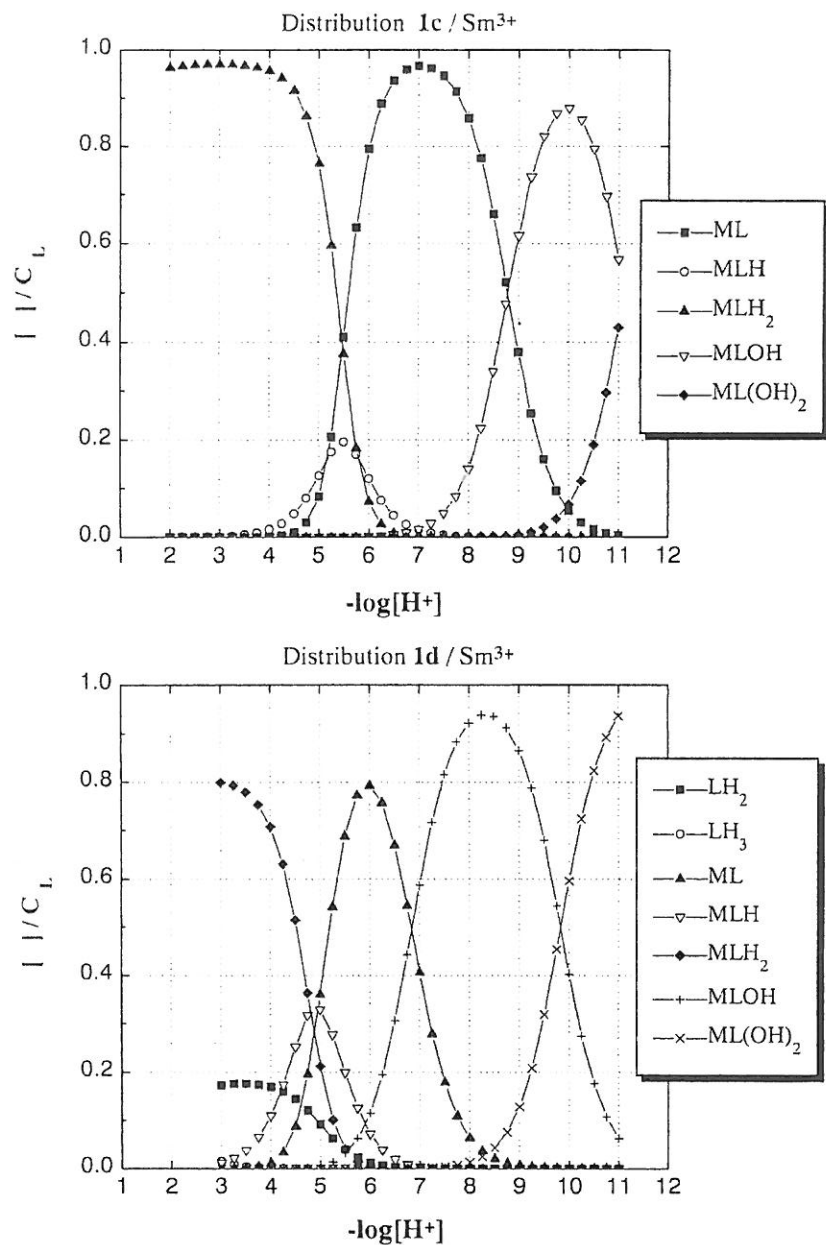 Distribution 1c / Sm³⁺
[ ] / C_L
1.0
0.8
0.6
0.4
0.2
0.0
1 2 3 4 5 6 7 8 9 10 11 12
-log[H⁺]
ML
MLH
MLH₂
MLOH
ML(OH)₂
Distribution 1d / Sm³⁺
[ ] / C_L
1.0
0.8
0.6
0.4
0.2
0.0
1 2 3 4 5 6 7 8 9 10 11 12
-log[H⁺]
LH₂
LH₃
ML
MLH
MLH₂
MLOH
ML(OH)₂